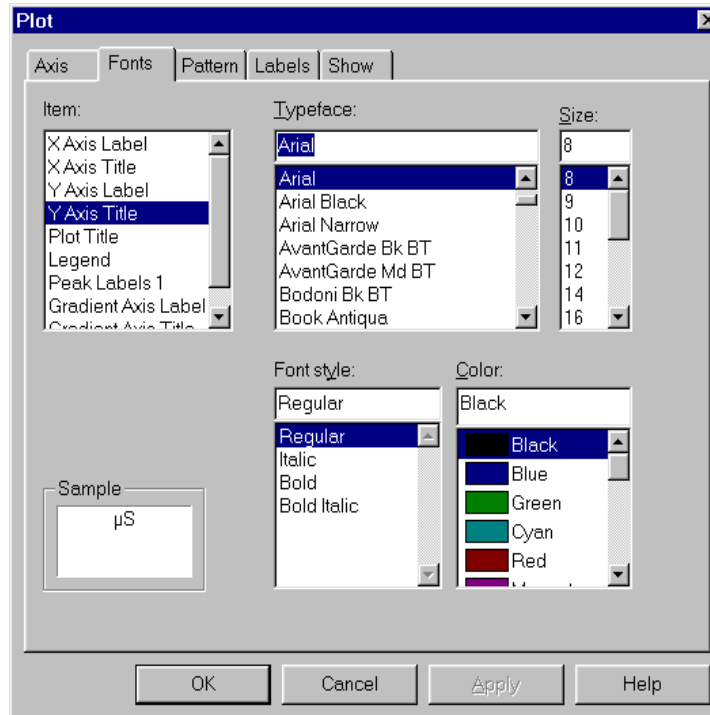 Plot
Axis
Fonts
Pattern
Labels
Show
Item:
X Axis Label
X Axis Title
Y Axis Label
Y Axis Title
Plot Title
Legend
Peak Labels 1
Gradient Axis Label
Gradient Axis Title
Typeface:
Arial
Arial
Arial Black
Arial Narrow
AvantGarde Bk BT
AvantGarde Md BT
Bodoni Bk BT
Book Antiqua
Size:
8
8
9
10
11
12
14
16
Font style:
Regular
Regular
Italic
Bold
Bold Italic
Color:
Black
Black
Blue
Green
Cyan
Red
Sample
µS
OK
Cancel
Apply
Help